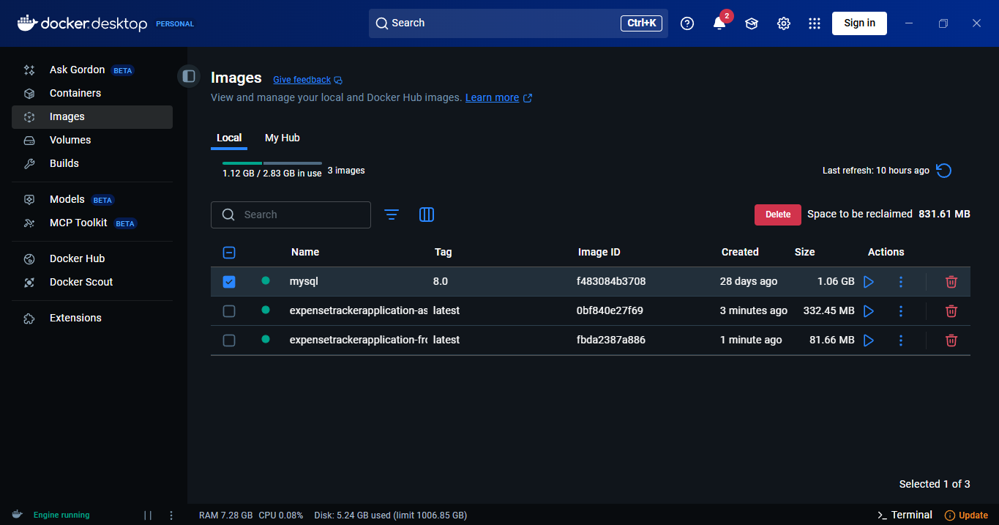 docker.desktop PERSONAL
Search Ctrl+K
2
Sign in
Ask Gordon BETA
Containers
Images
Volumes
Builds
Models BETA
MCP Toolkit BETA
Docker Hub
Docker Scout
Extensions
Images Give feedback
View and manage your local and Docker Hub images. Learn more
Local My Hub
1.12 GB / 2.83 GB in use 3 images
Last refresh: 10 hours ago
Search
Delete Space to be reclaimed 831.61 MB
Name Tag Image ID Created Size Actions
mysql 8.0 f483084b3708 28 days ago 1.06 GB
expensetrackerapplication-as latest 0bf840e27f69 3 minutes ago 332.45 MB
expensetrackerapplication-fro latest fbda2387a886 1 minute ago 81.66 MB
Selected 1 of 3
Engine running RAM 7.28 GB CPU 0.08% Disk: 5.24 GB used (limit 1006.85 GB) >_ Terminal Update